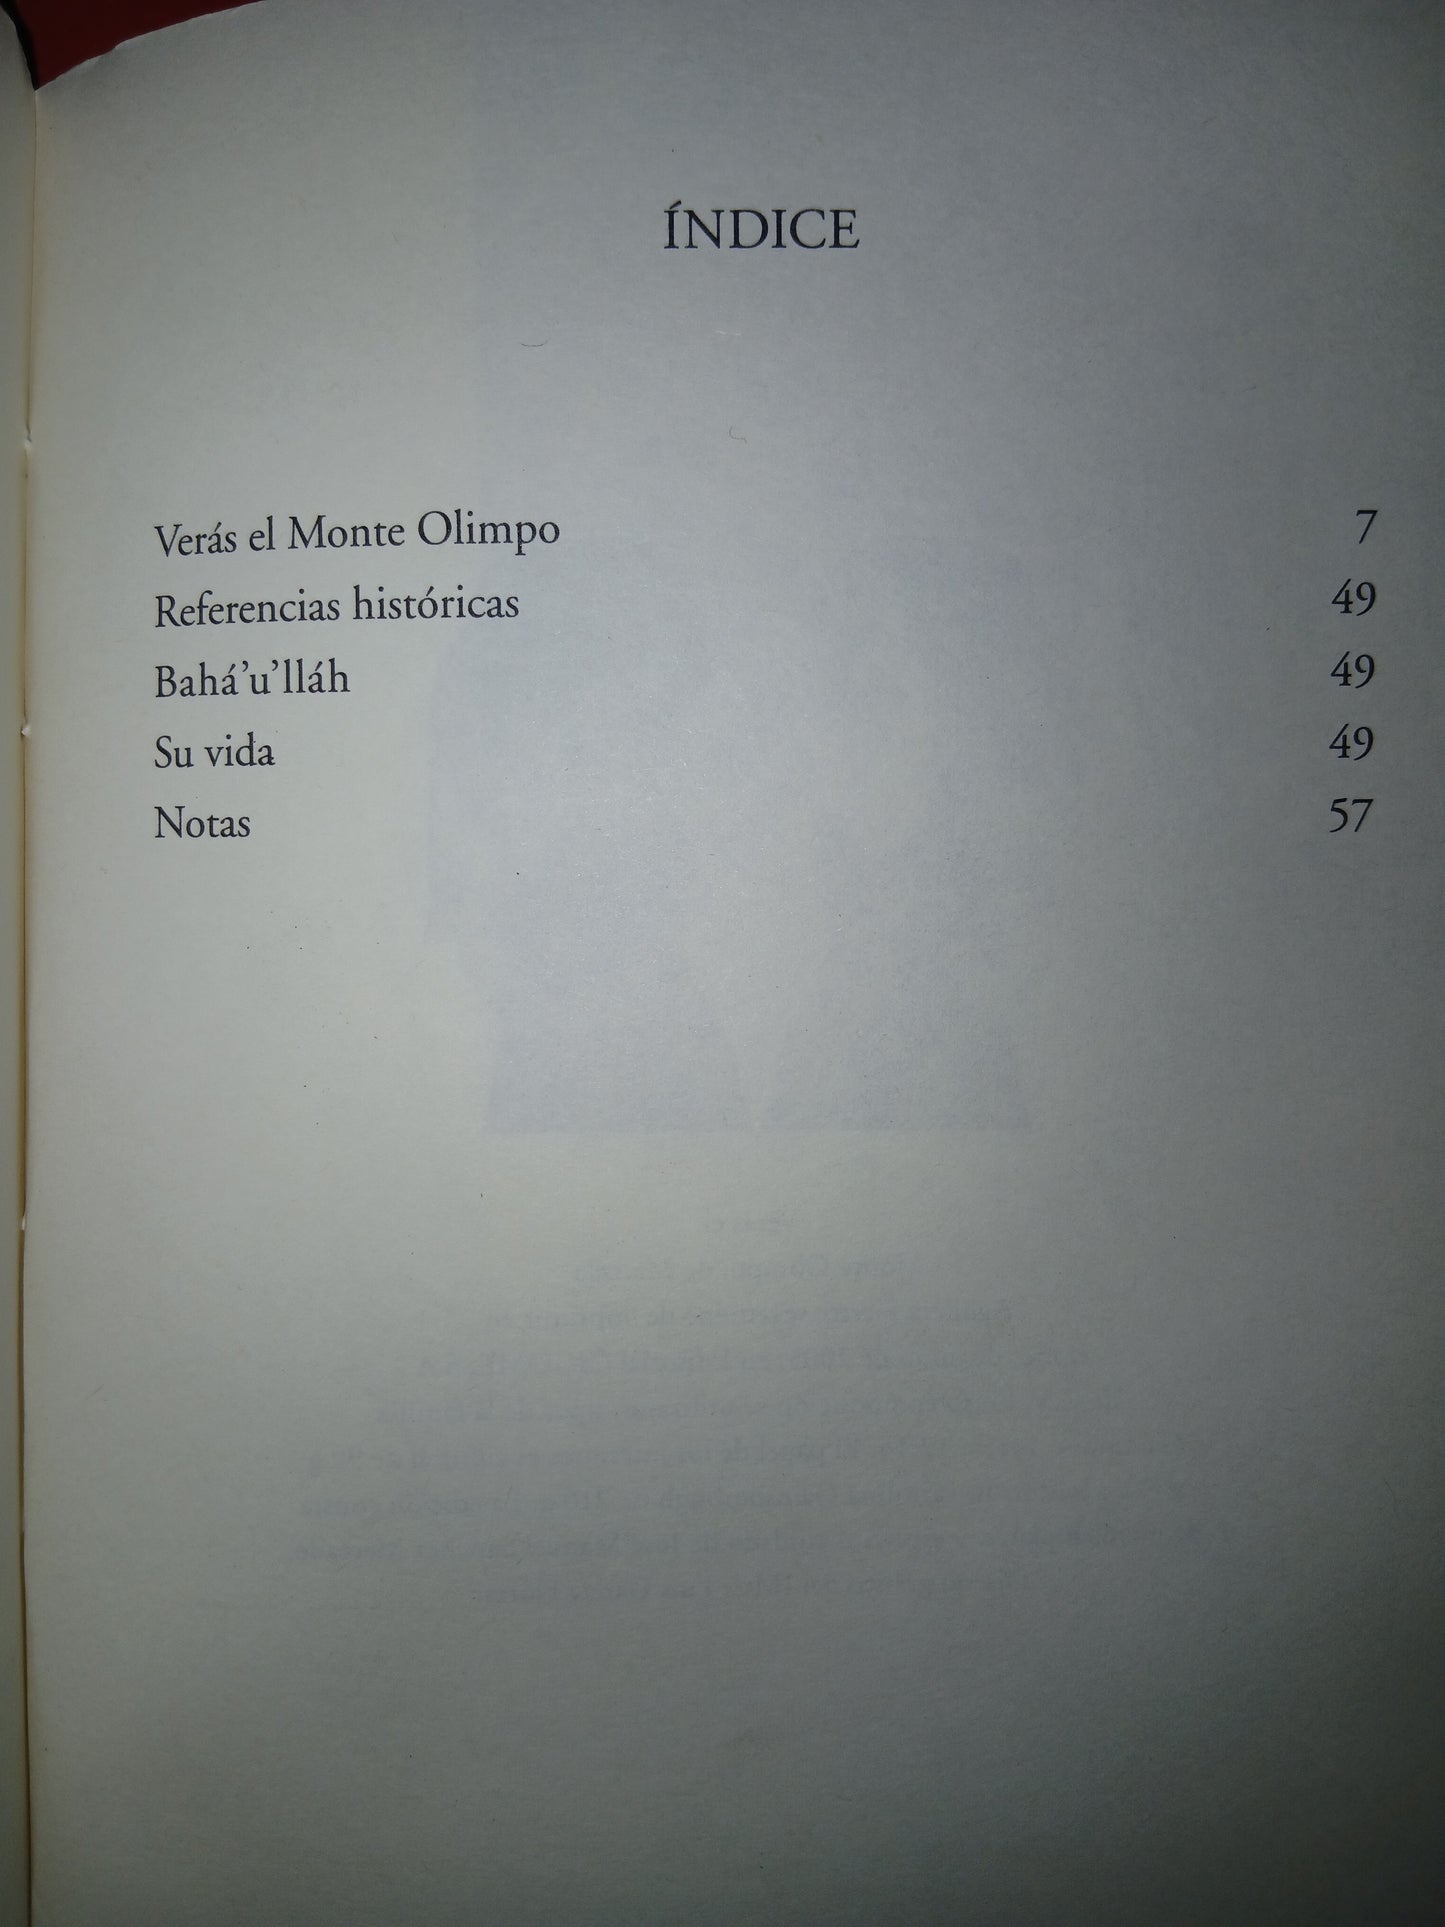 ÍNDICE
Verás el Monte Olimpo 7
Referencias históricas 49
Bahá’u’lláh 49
Su vida 49
Notas 57